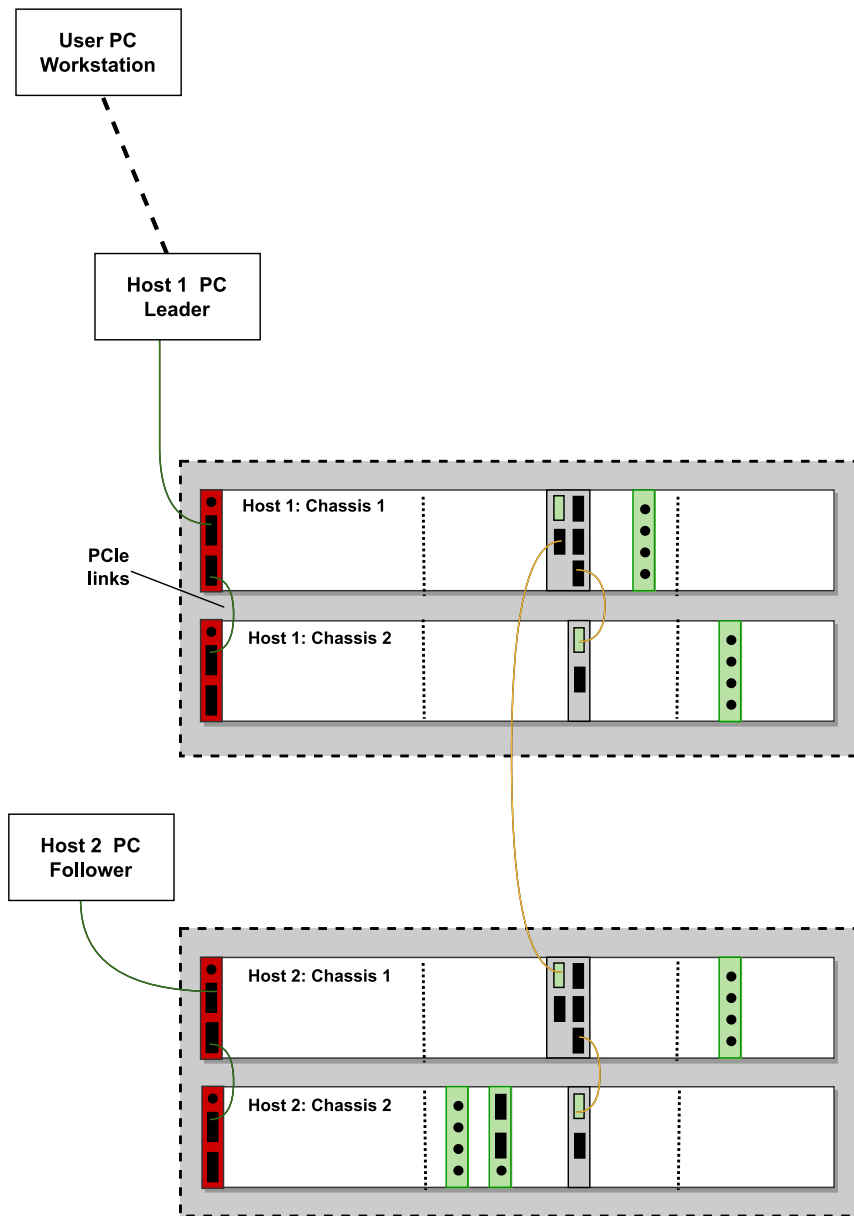 User PC
Workstation
Host 1  PC
Leader
Host 1: Chassis 1
PCIe
links
Host 1: Chassis 2
Host 2  PC
Follower
Host 2: Chassis 1
Host 2: Chassis 2